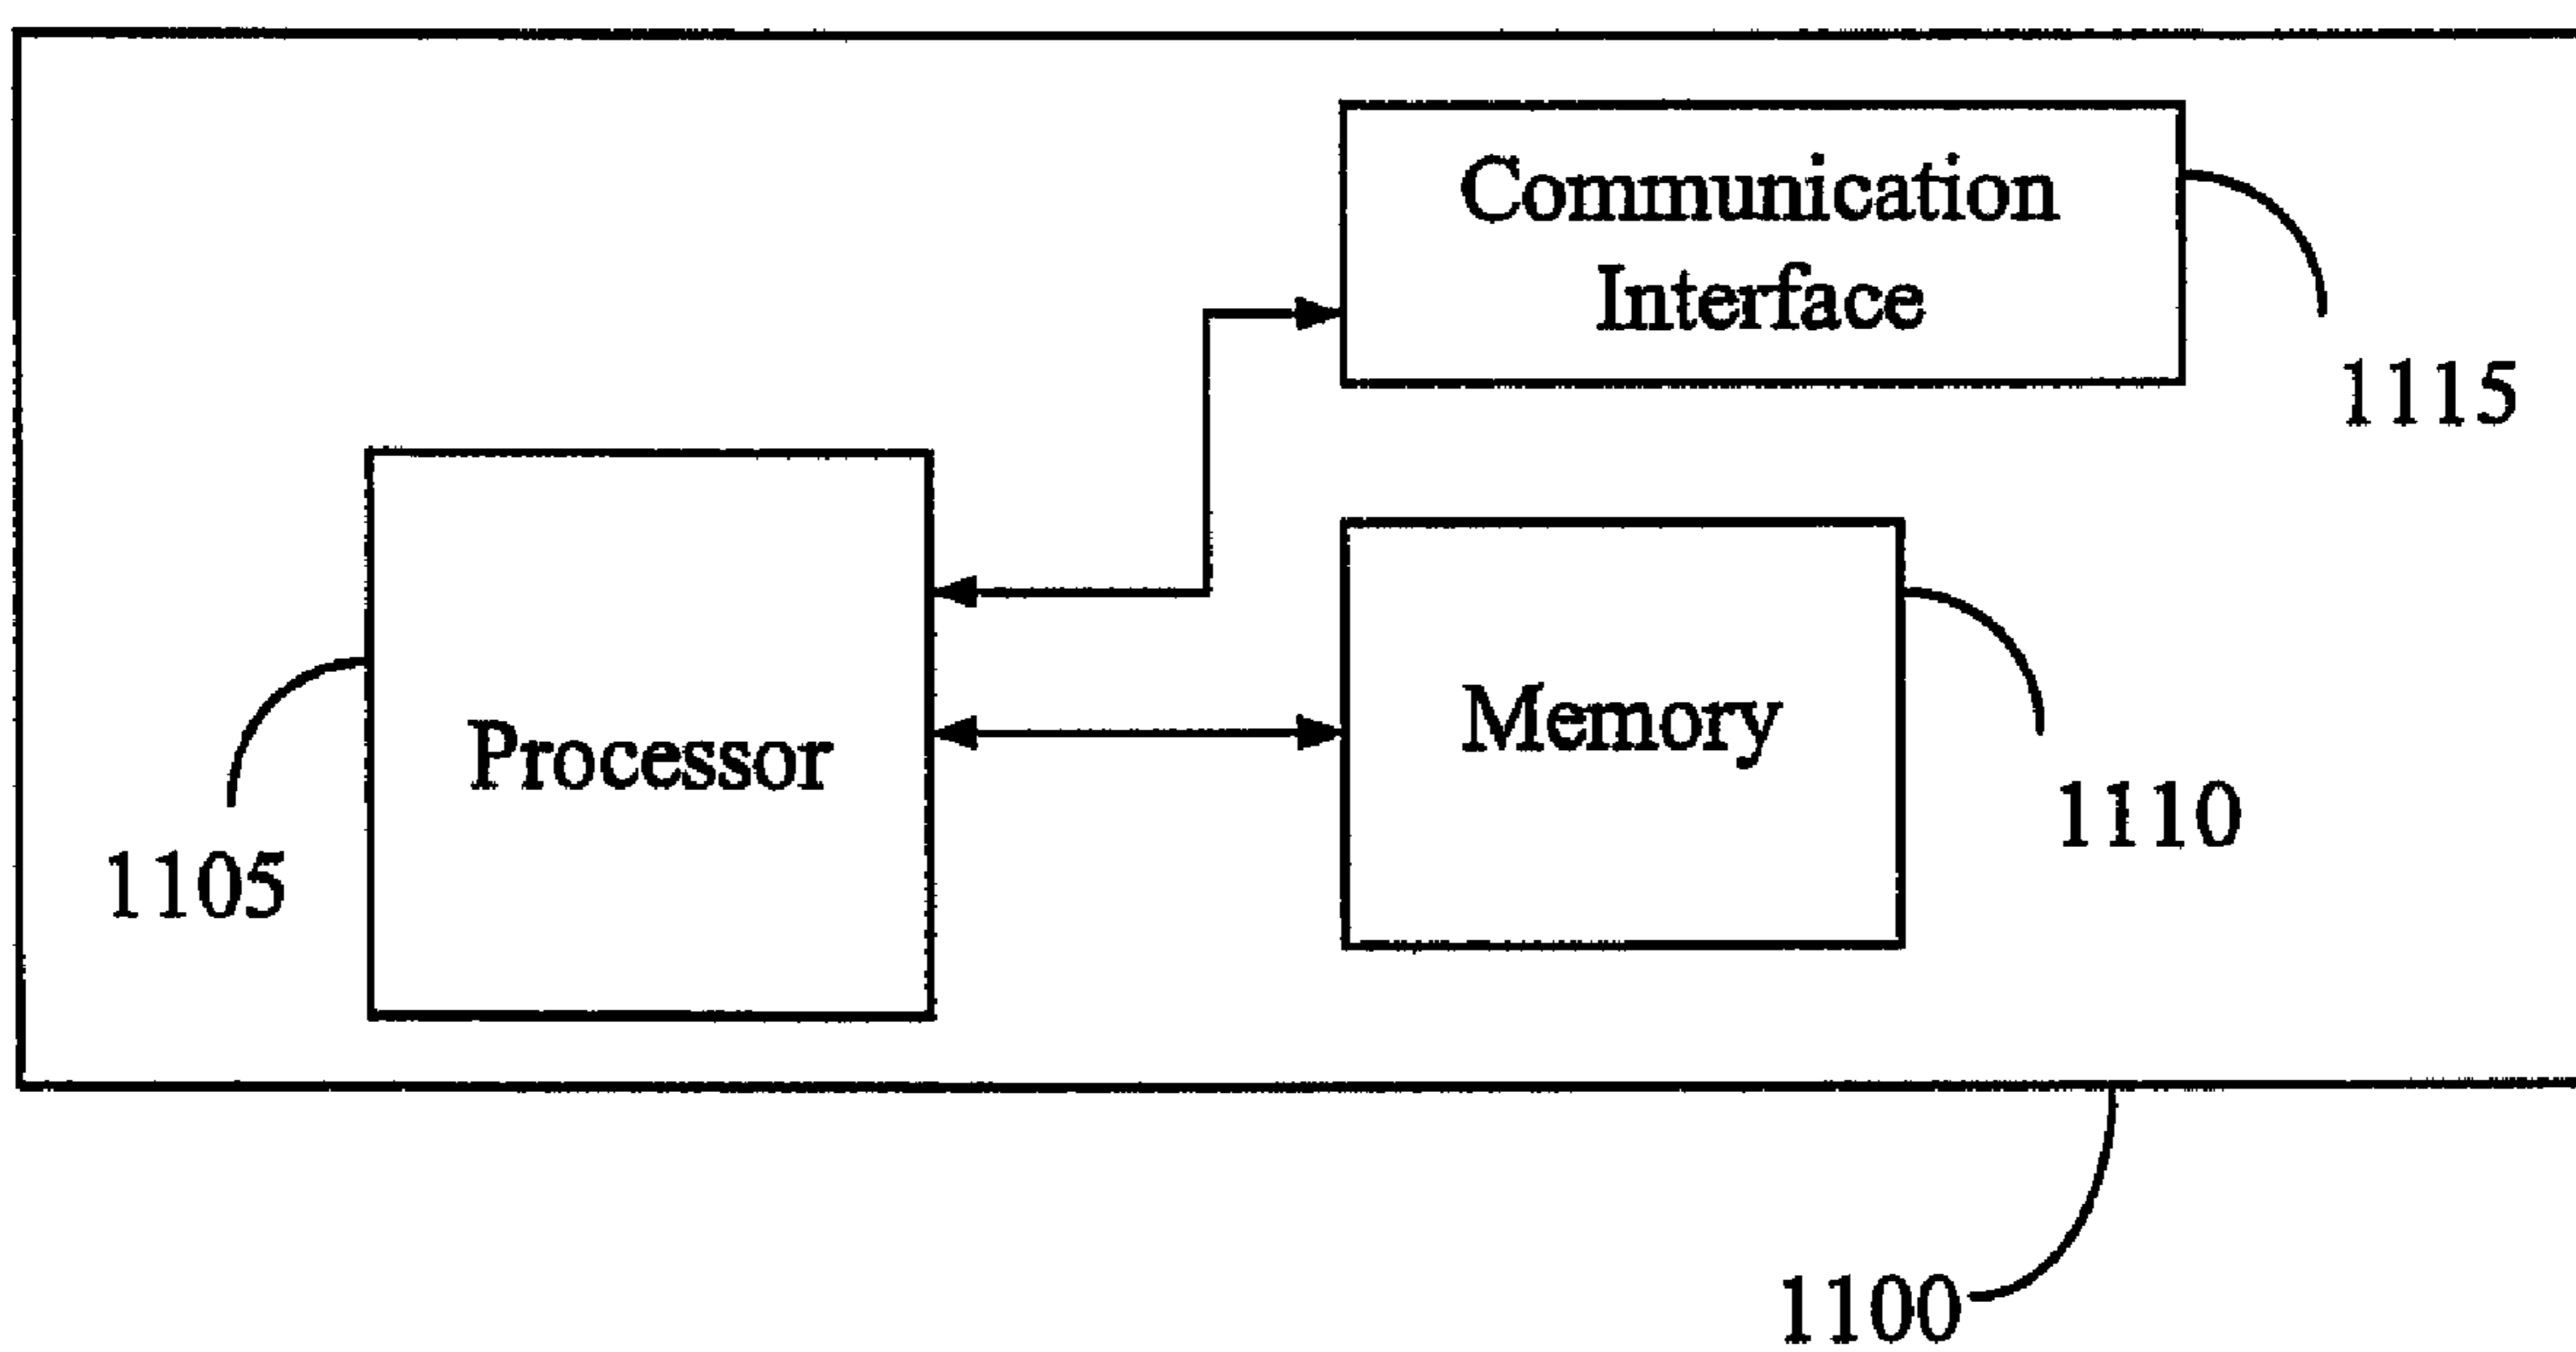 Communication
Interface
1115
Processor
Memory
1110
1105
1100